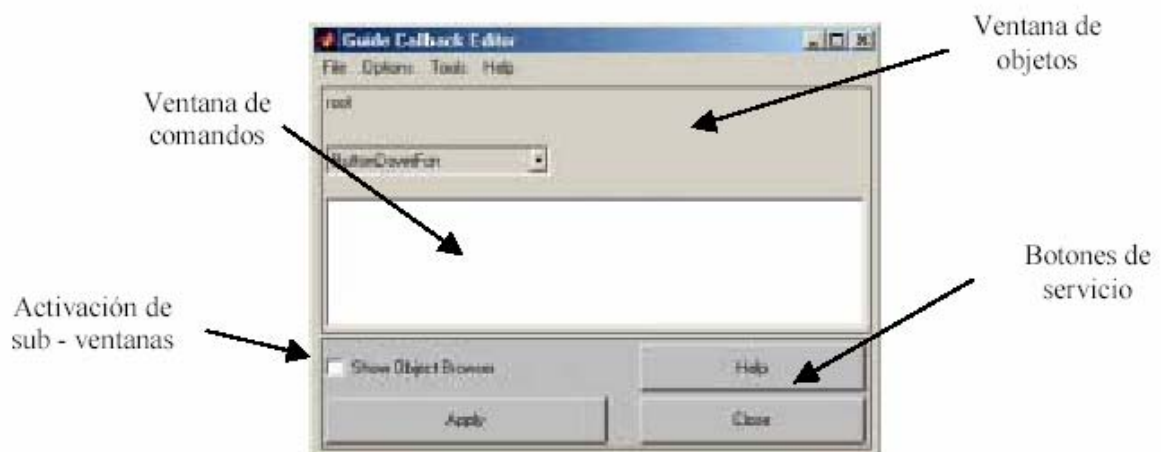 Guide Callback Editor
File Options Tools Help
root
ButtonDownFcn
Show Object Browser
Help
Apply
Close
Ventana de
comandos
Ventana de
objetos
Activación de
sub - ventanas
Botones de
servicio